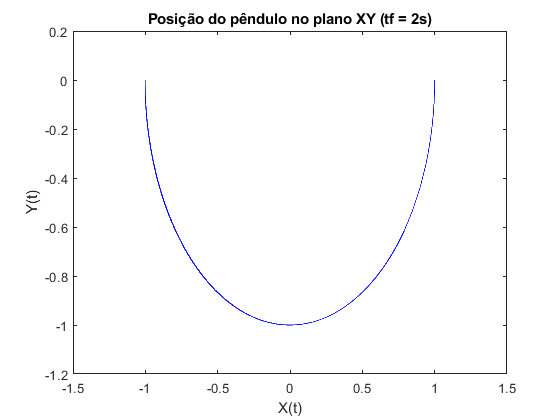 Posição do pêndulo no plano XY (tf = 2s)
0.2
0
-0.2
-0.4
-0.6
-0.8
-1
-1.2
Y(t)
-1.5 -1 -0.5 0 0.5 1 1.5
X(t)